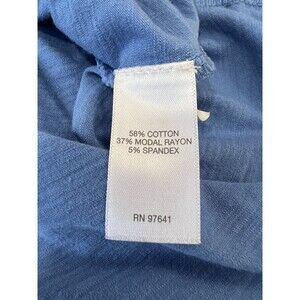 58% COTTON
37% MODAL RAYON
5% SPANDEX
RN 97641